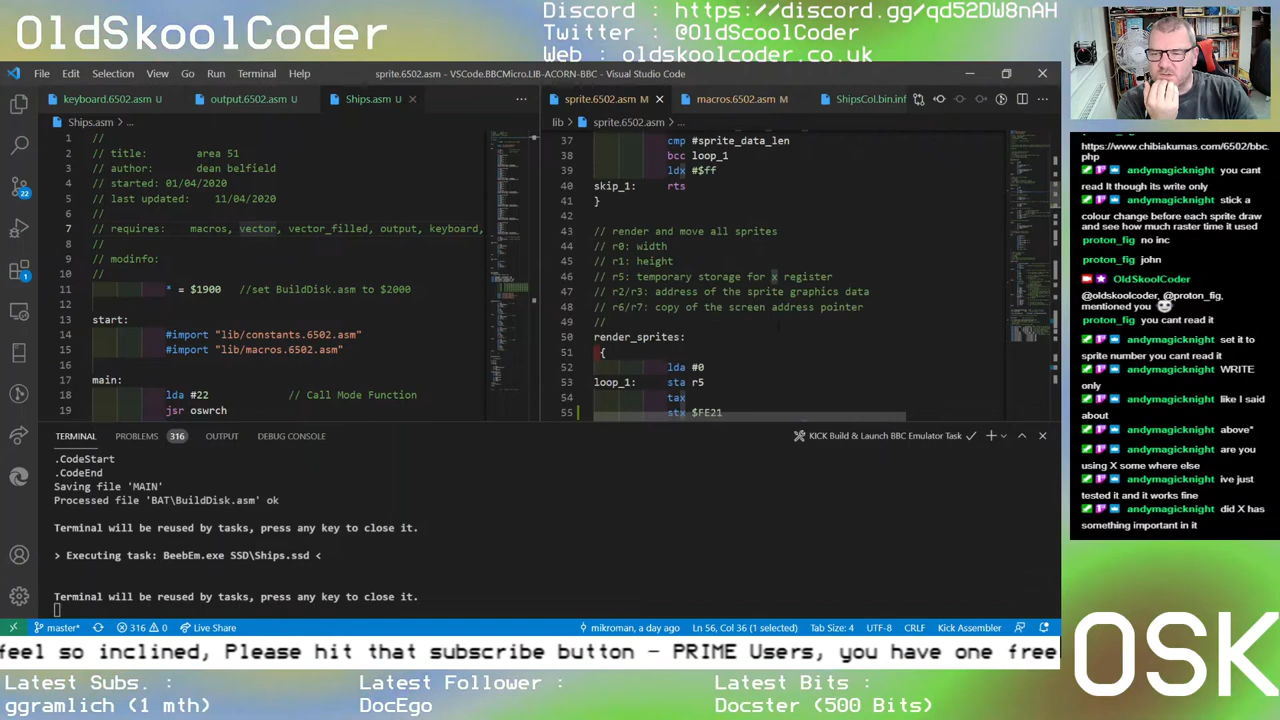 OldSkoolCoder
Discord : https://discord.gg/qd52DW8nAH
Twitter : @OldScoolCoder
Web : oldskoolcoder.co.uk
File Edit Selection View Go Run Terminal Help
sprite.6502.asm - VSCode.BBCMicro.LIB-ACORN-BBC - Visual Studio Code
keyboard.6502.asm U
output.6502.asm U
Ships.asm U
Ships.asm > ...
1 //
2 // title: area 51
3 // author: dean belfield
4 // started: 01/04/2020
5 // last updated: 11/04/2020
6 //
7 // requires: macros, vector, vector_filled, output, keyboard,
8 //
9 // modinfo:
10 //
11 * = $1900 //set BuildDisk.asm to $2000
12
13 start:
14 #import "lib/constants.6502.asm"
15 #import "lib/macros.6502.asm"
16
17 main:
18 lda #22 // Call Mode Function
19 jsr oswrch
sprite.6502.asm M
macros.6502.asm M
ShipsCol.bin.inf
lib > sprite.6502.asm > ...
37 cmp #sprite_data_len
38 bcc loop_1
39 ldx #$ff
40 skip_1: rts
41 }
42
43 // render and move all sprites
44 // r0: width
45 // r1: height
46 // r5: temporary storage for x register
47 // r2/r3: address of the sprite graphics data
48 // r6/r7: copy of the screen address pointer
49 //
50 render_sprites:
51 {
52 lda #0
53 loop_1: sta r5
54 tax
55 stx $FE21
TERMINAL PROBLEMS 316 OUTPUT DEBUG CONSOLE
KICK Build & Launch BBC Emulator Task
.CodeStart
.CodeEnd
Saving file 'MAIN'
Processed file 'BAT\BuildDisk.asm' ok
Terminal will be reused by tasks, press any key to close it.
> Executing task: BeebEm.exe SSD\Ships.ssd <
Terminal will be reused by tasks, press any key to close it.
22
1
master* 316 0 Live Share
mikroman, a day ago Ln 56, Col 36 (1 selected) Tab Size: 4 UTF-8 CRLF Kick Assembler
https://www.chibiakumas.com/6502/bbc.
php
andymagicknight you cant
read It though its write only
andymagicknight stick a
colour change before each sprite draw
and see how much raster time it used
proton_fig no inc
proton_fig john
OldSkoolCoder
@oldskoolcoder, @proton_fig,
mentioned you
proton_fig you cant read it
andymagicknight set it to
sprite number you cant read it
andymagicknight WRITE
only
andymagicknight like I said
about
andymagicknight above*
andymagicknight are you
using X some where else
andymagicknight ive just
tested it and it works fine
andymagicknight did X has
something important in it
feel so inclined, Please hit that subscribe button - PRIME Users, you have one free
Latest Subs. :
ggramlich (1 mth)
Latest Follower :
DocEgo
Latest Bits :
Docster (500 Bits)
OSK